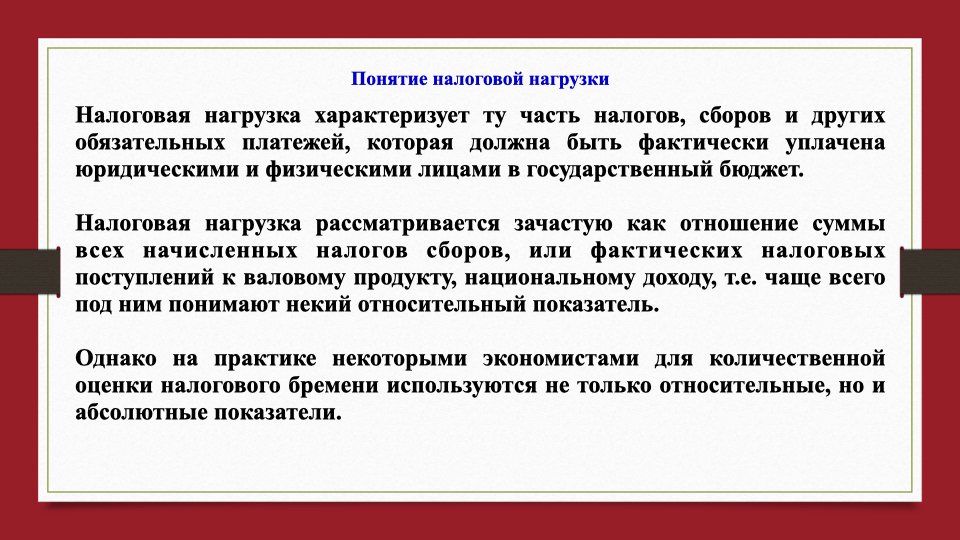 Понятие налоговой нагрузки
Налоговая нагрузка характеризует ту часть налогов, сборов и других
обязательных платежей, которая должна быть фактически уплачена
юридическими и физическими лицами в государственный бюджет.
Налоговая нагрузка рассматривается зачастую как отношение суммы
всех начисленных налогов сборов, или фактических налоговых
поступлений к валовому продукту, национальному доходу, т.е. чаще всего
под ним понимают некий относительный показатель.
Однако на практике некоторыми экономистами для количественной
оценки налогового бремени используются не только относительные, но и
абсолютные показатели.